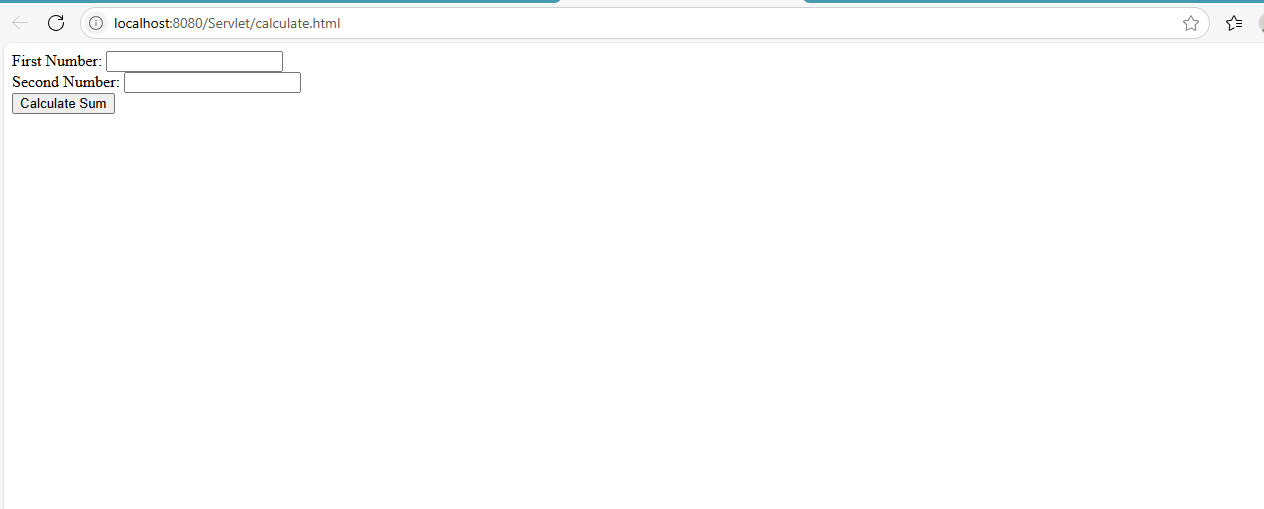 localhost:8080/Servlet/calculate.html
First Number:
Second Number:
Calculate Sum